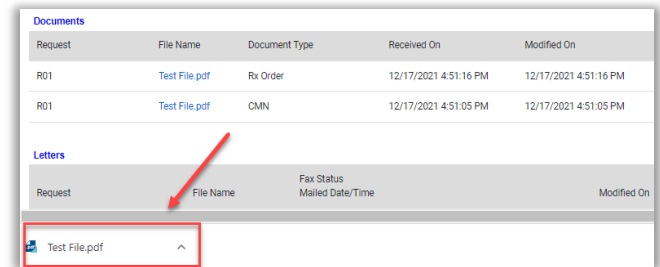 Documents
Request File Name Document Type Received On Modified On
R01 Test File.pdf Rx Order 12/17/2021 4:51:16 PM 12/17/2021 4:51:16 PM
R01 Test File.pdf CMN 12/17/2021 4:51:05 PM 12/17/2021 4:51:05 PM
Letters
Fax Status
Request File Name Mailed Date/Time Modified On
Test File.pdf